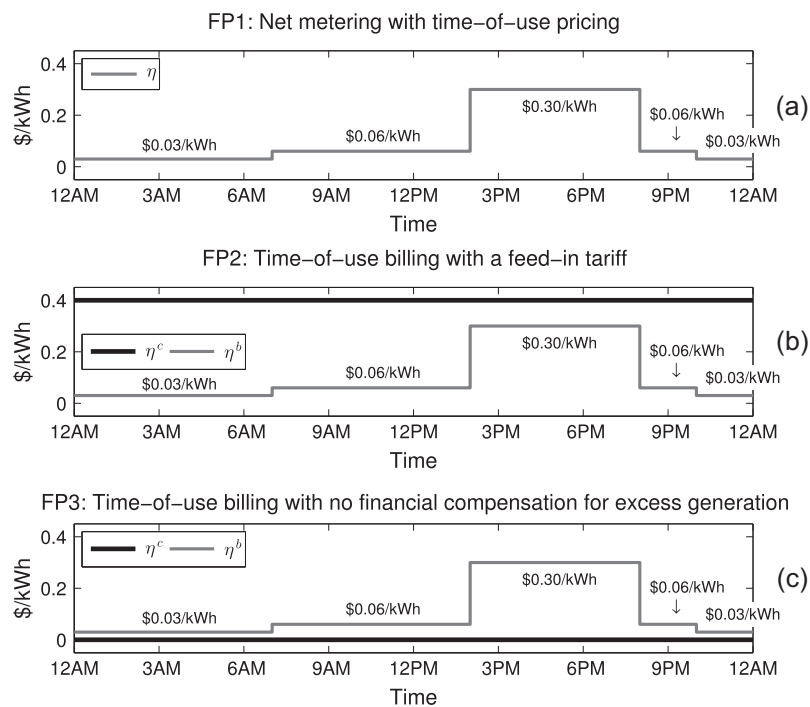 FP1: Net metering with time−of−use pricing
0.4
0.2
0
$/kWh
η
$0.03/kWh
$0.06/kWh
$0.30/kWh
$0.06/kWh
↓
$0.03/kWh
(a)
12AM 3AM 6AM 9AM 12PM 3PM 6PM 9PM 12AM
Time
FP2: Time−of−use billing with a feed−in tariff
0.4
0.2
0
$/kWh
η^c η^b
$0.03/kWh
$0.06/kWh
$0.30/kWh
$0.06/kWh
↓
$0.03/kWh
(b)
12AM 3AM 6AM 9AM 12PM 3PM 6PM 9PM 12AM
Time
FP3: Time−of−use billing with no financial compensation for excess generation
0.4
0.2
0
$/kWh
η^c η^b
$0.03/kWh
$0.06/kWh
$0.30/kWh
$0.06/kWh
↓
$0.03/kWh
(c)
12AM 3AM 6AM 9AM 12PM 3PM 6PM 9PM 12AM
Time